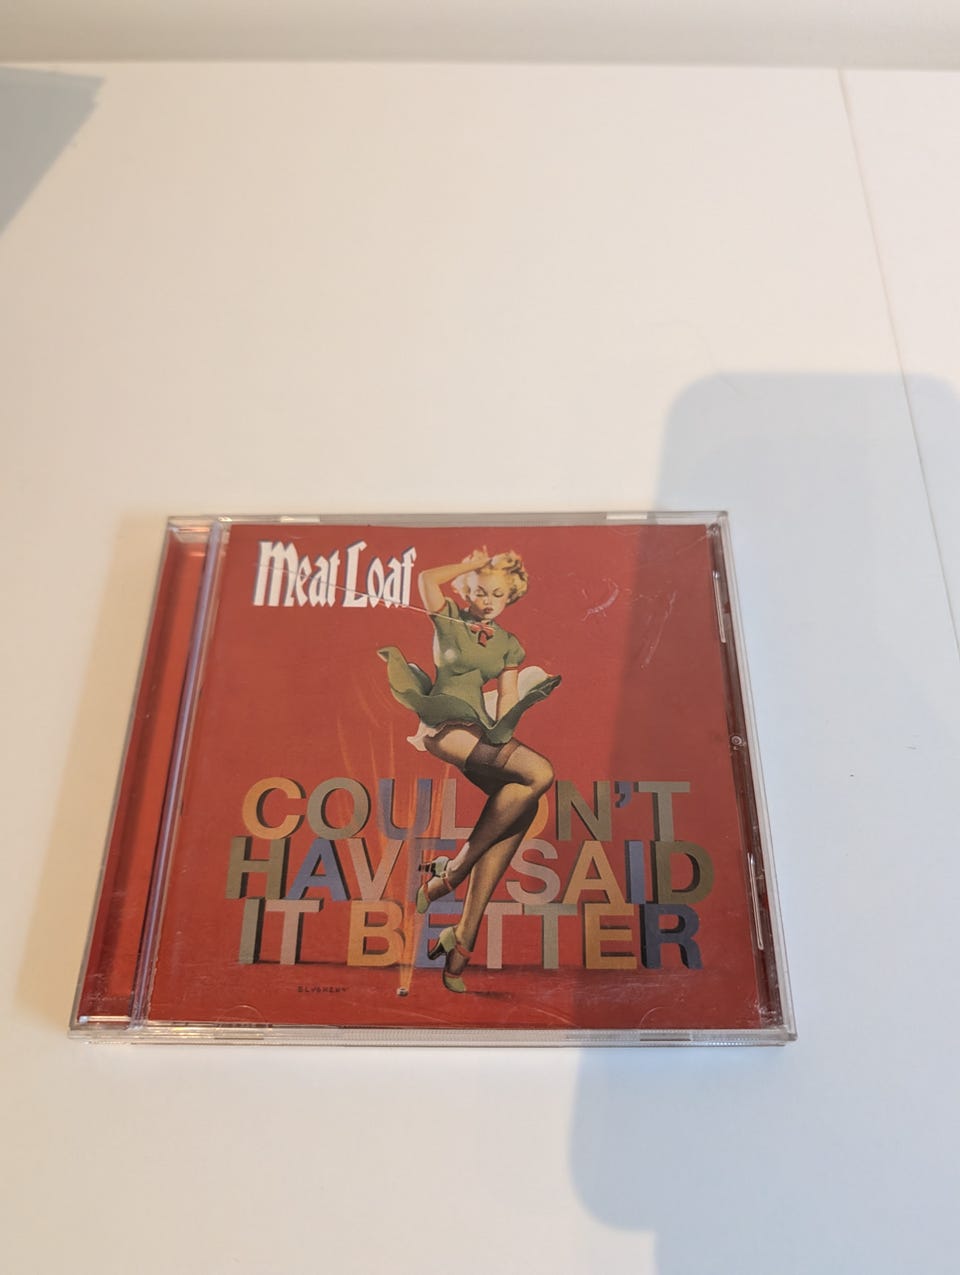 Meat Loaf
COULDN'T
HAVE SAID
IT BETTER